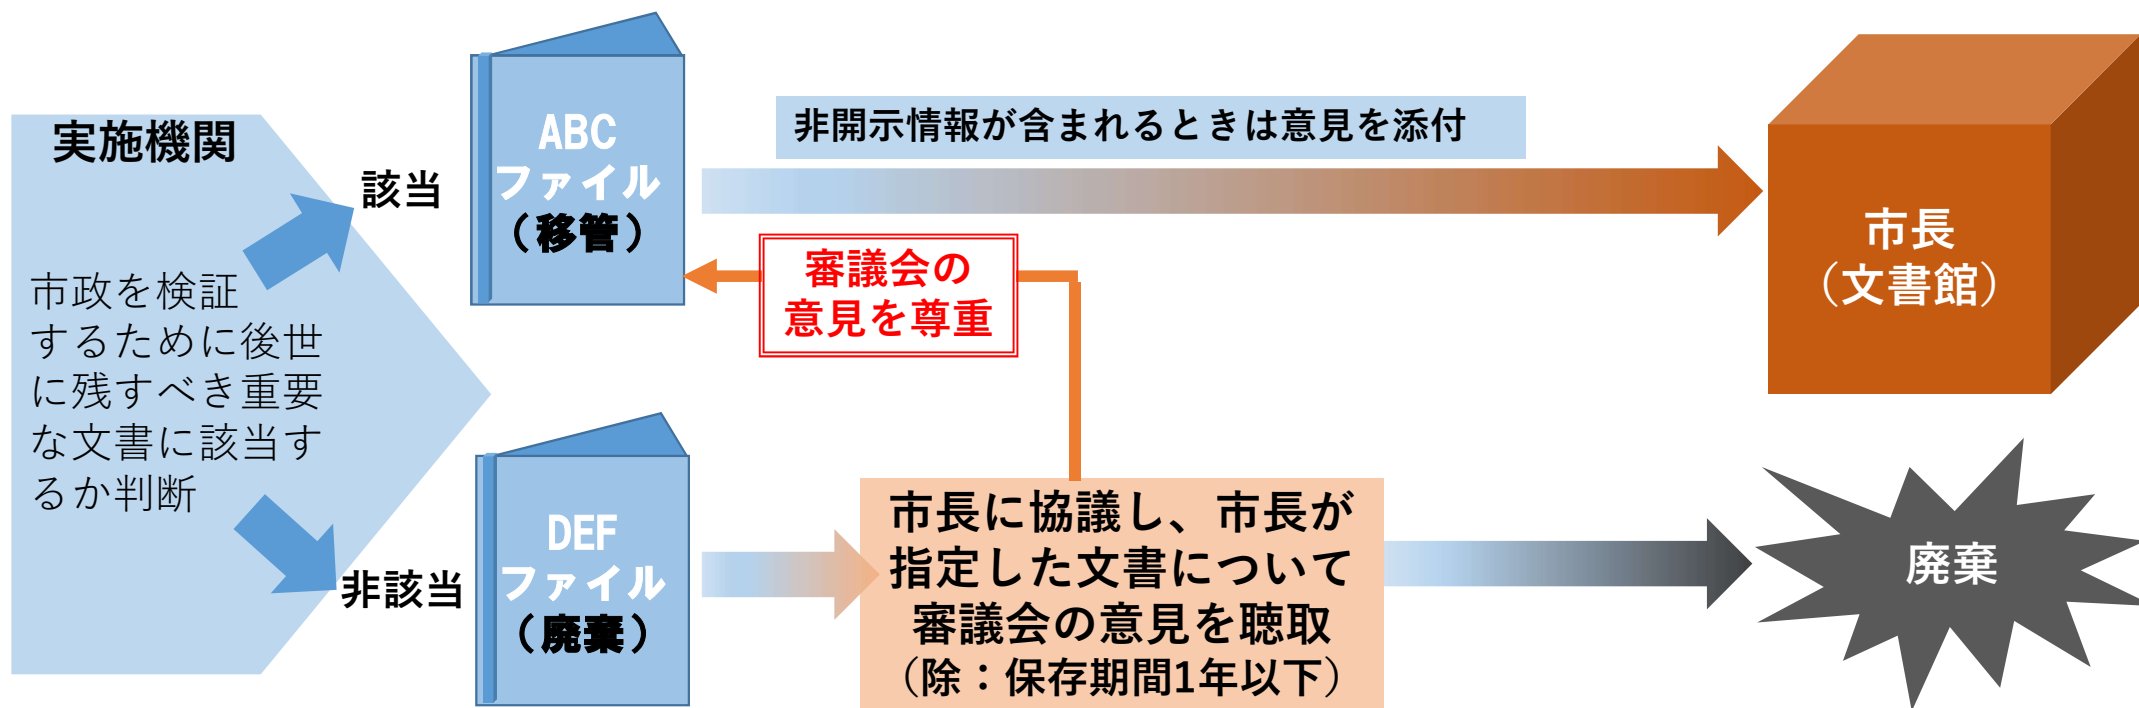 実施機関
市政を検証
するために後世
に残すべき重要
な文書に該当す
るか判断
該当
ABC
ファイル
（移管）
非開示情報が含まれるときは意見を添付
市長
（文書館）
審議会の
意見を尊重
非該当
DEF
ファイル
（廃棄）
市長に協議し、市長が
指定した文書について
審議会の意見を聴取
（除：保存期間1年以下）
廃棄